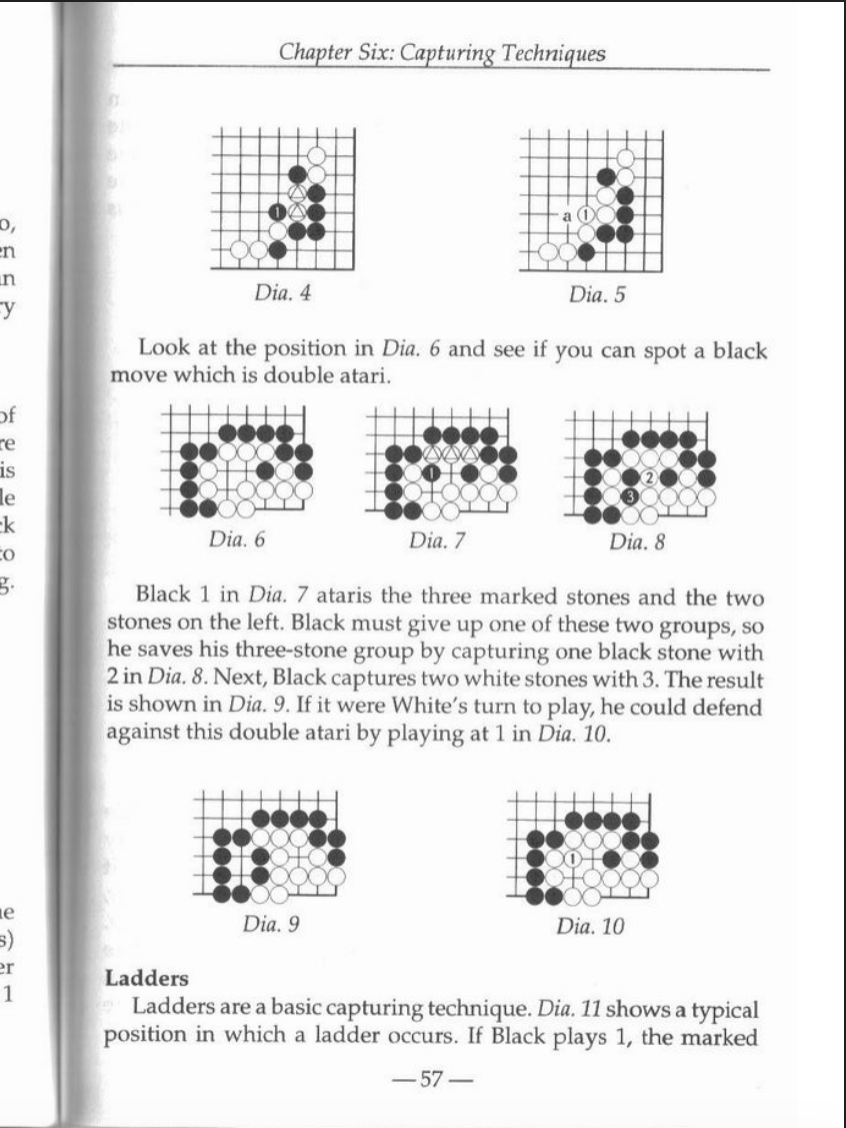 Chapter Six: Capturing Techniques
1
a 1
Dia. 4
Dia. 5
Look at the position in Dia. 6 and see if you can spot a black
move which is double atari.
1
2
3
Dia. 6
Dia. 7
Dia. 8
Black 1 in Dia. 7 ataris the three marked stones and the two
stones on the left. Black must give up one of these two groups, so
he saves his three-stone group by capturing one black stone with
2 in Dia. 8. Next, Black captures two white stones with 3. The result
is shown in Dia. 9. If it were White's turn to play, he could defend
against this double atari by playing at 1 in Dia. 10.
1
Dia. 9
Dia. 10
Ladders
Ladders are a basic capturing technique. Dia. 11 shows a typical
position in which a ladder occurs. If Black plays 1, the marked
— 57 —